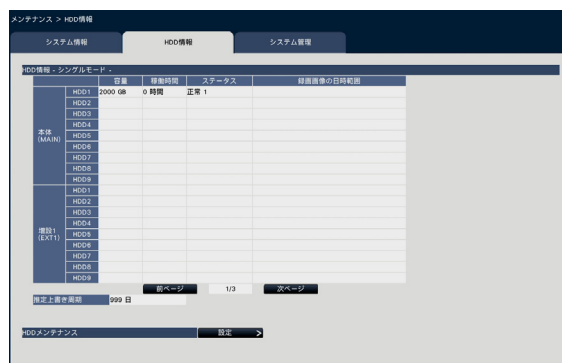 メンテナンス > HDD情報
システム情報 HDD情報 システム管理
HDD情報 - シングルモード -
容量 稼働時間 ステータス 録画画像の日時範囲
本体
(MAIN)
HDD1 2000 GB 0 時間 正常 1
HDD2
HDD3
HDD4
HDD5
HDD6
HDD7
HDD8
HDD9
増設1
(EXT1)
HDD1
HDD2
HDD3
HDD4
HDD5
HDD6
HDD7
HDD8
HDD9
前ページ 1/3 次ページ
推定上書き周期 999 日
HDDメンテナンス 設定 >